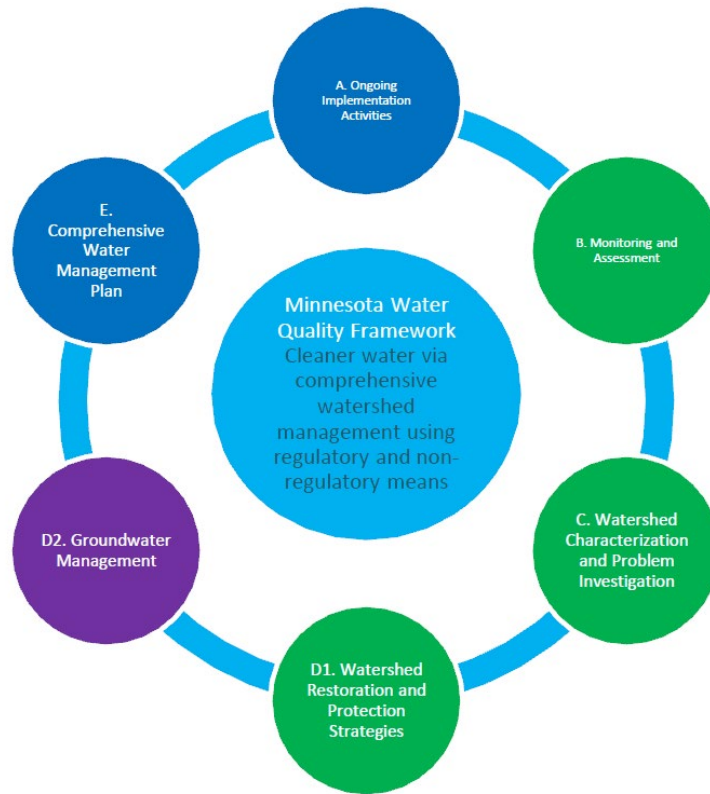 A. Ongoing
Implementation
Activities
B. Monitoring and
Assessment
C. Watershed
Characterization
and Problem
Investigation
D1. Watershed
Restoration and
Protection
Strategies
D2. Groundwater
Management
E.
Comprehensive
Water
Management
Plan
Minnesota Water
Quality Framework
Cleaner water via
comprehensive
watershed
management using
regulatory and non-
regulatory means